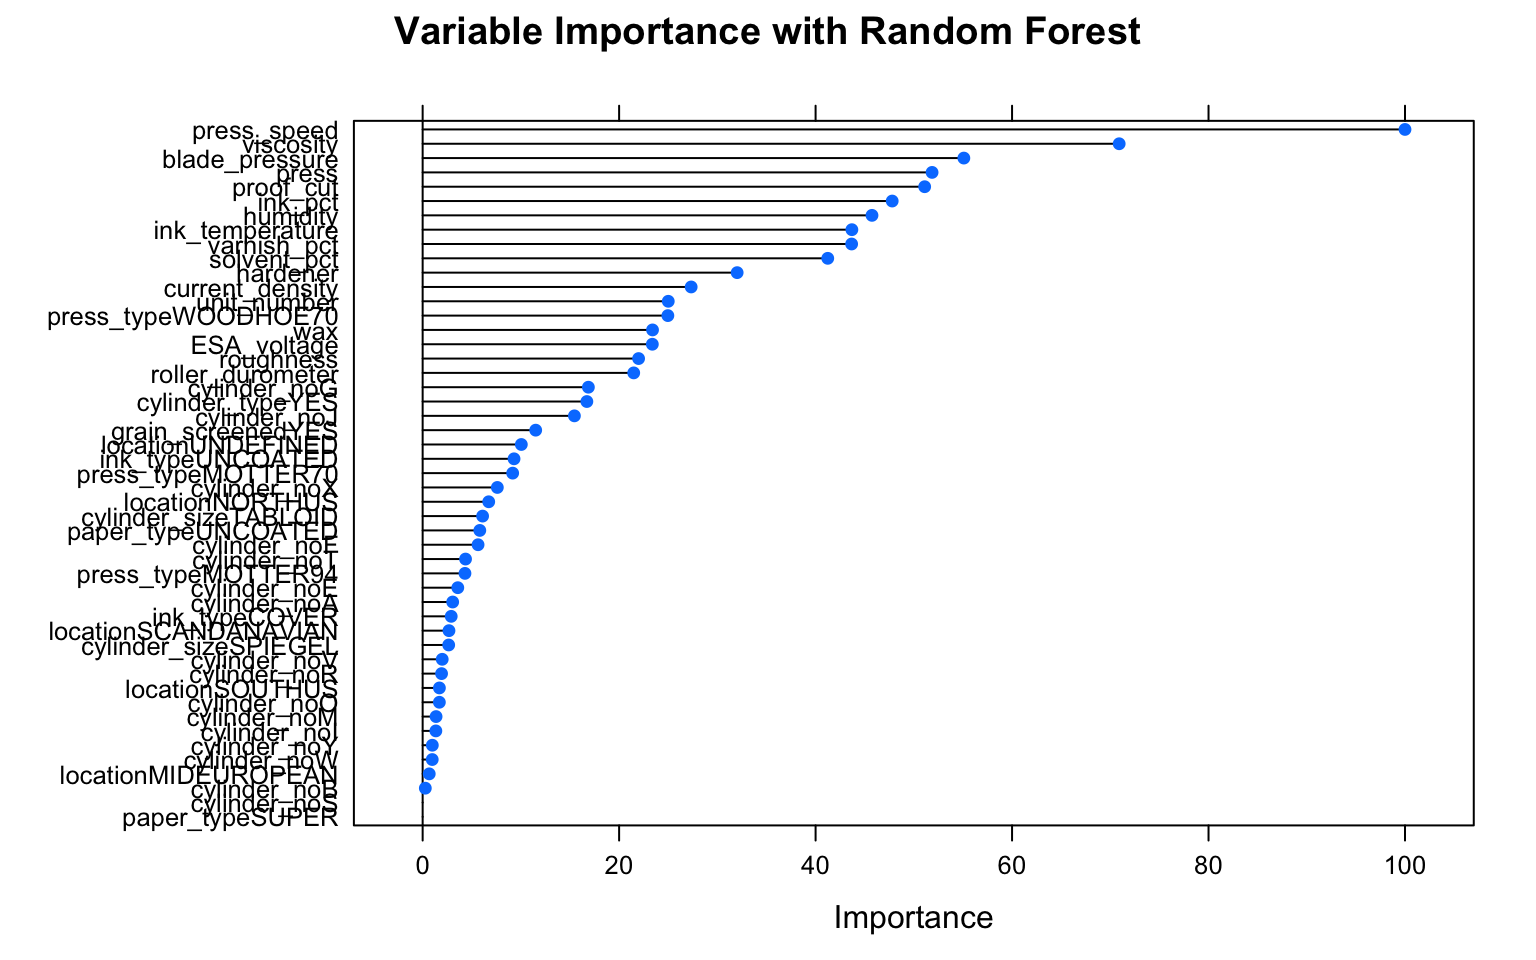 Variable Importance with Random Forest
press_speed
viscosity
blade_pressure
press
proof_cut
ink_pct
humidity
ink_temperature
varnish_pct
solvent_pct
hardener
current_density
unit_number
press_typeWOODHOE70
wax
ESA_voltage
roughness
roller_durometer
cylinder_noG
cylinder_typeYES
cylinder_noJ
grain_screenedYES
locationUNDEFINED
ink_typeUNCOATED
press_typeMOTTER70
cylinder_noX
locationNORTHUS
cylinder_sizeTABLOID
paper_typeUNCOATED
cylinder_noT
press_typeMOTTER94
cylinder_noA
ink_typeCOVER
locationSCANDANAVIAN
cylinder_sizeSPIEGEL
cylinder_noV
cylinder_noR
locationSOUTHUS
cylinder_noO
cylinder_noM
cylinder_noI
cylinder_noY
cylinder_noW
locationMIDEUROPEAN
cylinder_noB
cylinder_noS
paper_typeSUPER
0 20 40 60 80 100
Importance